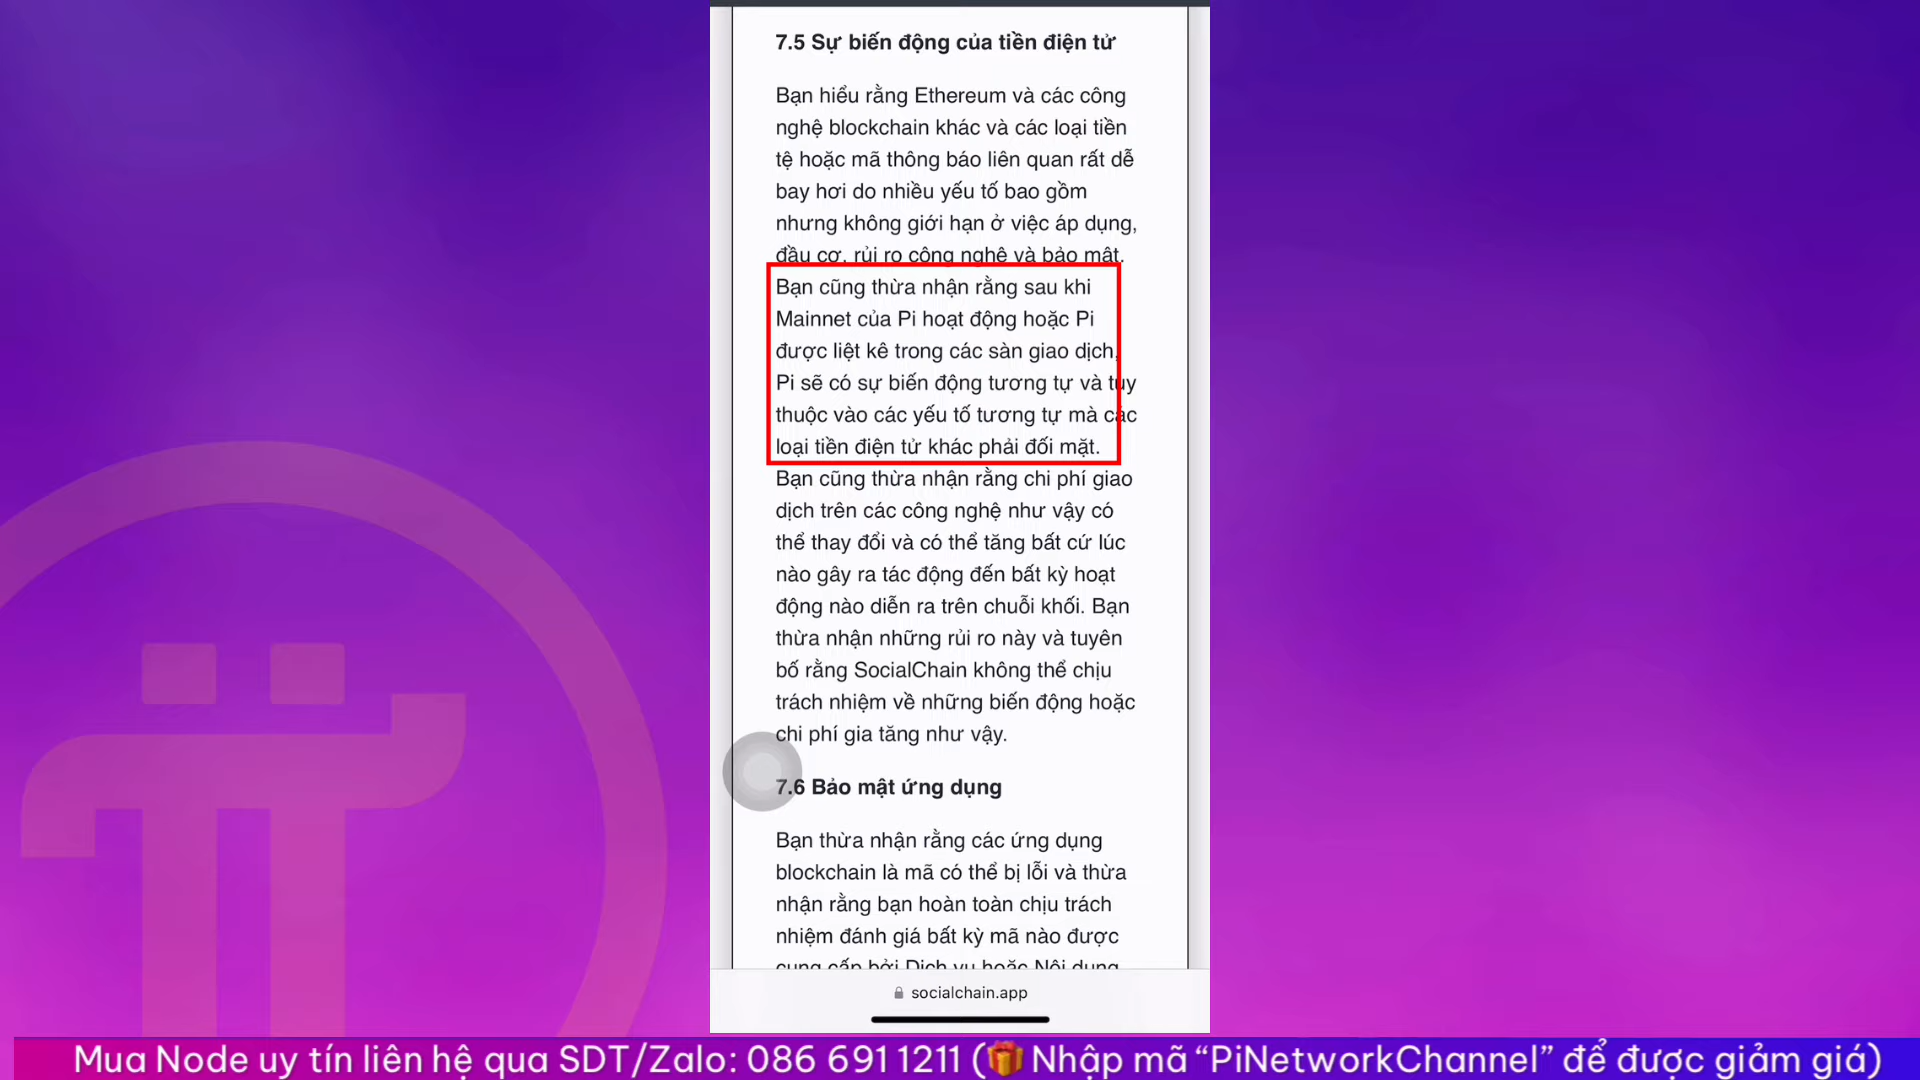 7.5 Sự biến động của tiền điện tử
Bạn hiểu rằng Ethereum và các công
nghệ blockchain khác và các loại tiền
tệ hoặc mã thông báo liên quan rất dễ
bay hơi do nhiều yếu tố bao gồm
nhưng không giới hạn ở việc áp dụng,
đầu cơ, rủi ro công nghệ và bảo mật.
Bạn cũng thừa nhận rằng sau khi
Mainnet của Pi hoạt động hoặc Pi
được liệt kê trong các sàn giao dịch,
Pi sẽ có sự biến động tương tự và tùy
thuộc vào các yếu tố tương tự mà các
loại tiền điện tử khác phải đối mặt.
Bạn cũng thừa nhận rằng chi phí giao
dịch trên các công nghệ như vậy có
thể thay đổi và có thể tăng bất cứ lúc
nào gây ra tác động đến bất kỳ hoạt
động nào diễn ra trên chuỗi khối. Bạn
thừa nhận những rủi ro này và tuyên
bố rằng SocialChain không thể chịu
trách nhiệm về những biến động hoặc
chi phí gia tăng như vậy.
7.6 Bảo mật ứng dụng
Bạn thừa nhận rằng các ứng dụng
blockchain là mã có thể bị lỗi và thừa
nhận rằng bạn hoàn toàn chịu trách
nhiệm đánh giá bất kỳ mã nào được
cung cấp bởi Dịch vụ hoặc Nội dung
socialchain.app
Mua Node uy tín liên hệ qua SDT/Zalo: 086 691 1211 (🎁 Nhập mã “PiNetworkChannel” để được giảm giá)